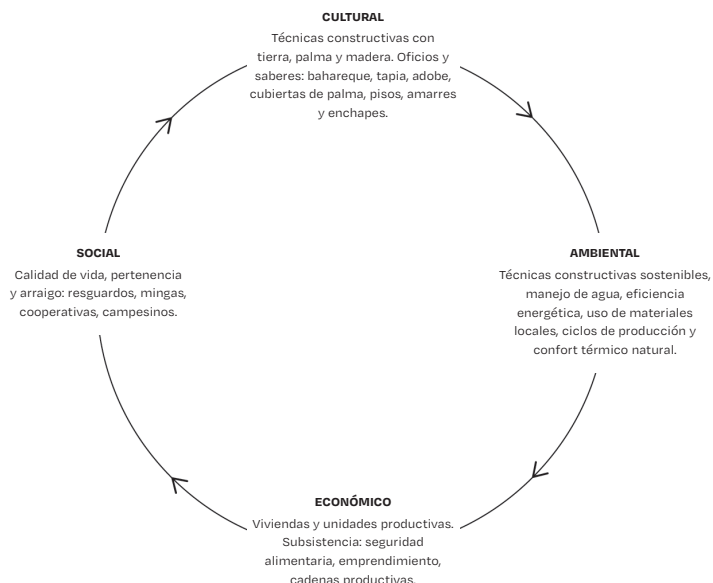 CULTURAL
Técnicas constructivas con
tierra, palma y madera. Oficios y
saberes: bahareque, tapia, adobe,
cubiertas de palma, pisos, amarres
y enchapes.
SOCIAL
Calidad de vida, pertenencia
y arraigo: resguardos, mingas,
cooperativas, campesinos.
AMBIENTAL
Técnicas constructivas sostenibles,
manejo de agua, eficiencia
energética, uso de materiales
locales, ciclos de producción y
confort térmico natural.
ECONÓMICO
Viviendas y unidades productivas.
Subsistencia: seguridad
alimentaria, emprendimiento,
cadenas productivas.